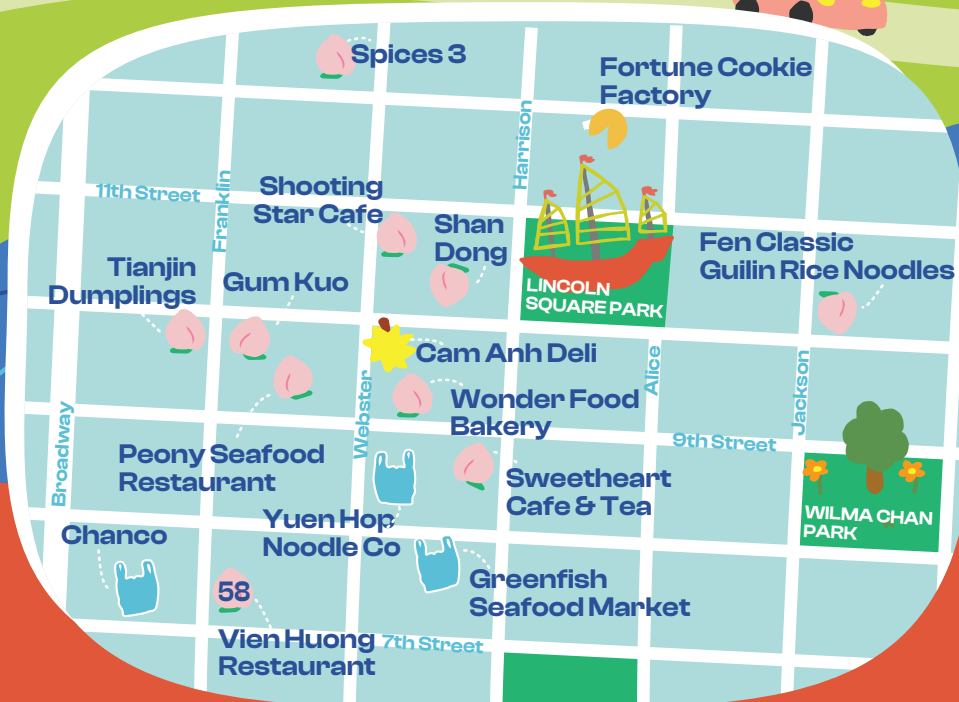 Spices 3
Fortune Cookie
Factory
Harrison
11th Street
Franklin
Shooting
Star Cafe
Shan
Dong
Fen Classic
Guilin Rice Noodles
Tianjin
Dumplings
Gum Kuo
LINCOLN
SQUARE PARK
Cam Anh Deli
Alice
Jackson
Webster
Wonder Food
Bakery
Broadway
9th Street
Peony Seafood
Restaurant
Sweetheart
Cafe & Tea
WILMA CHAN
PARK
Yuen Hop
Noodle Co
Chanco
58
Greenfish
Seafood Market
Vien Huong
Restaurant
7th Street